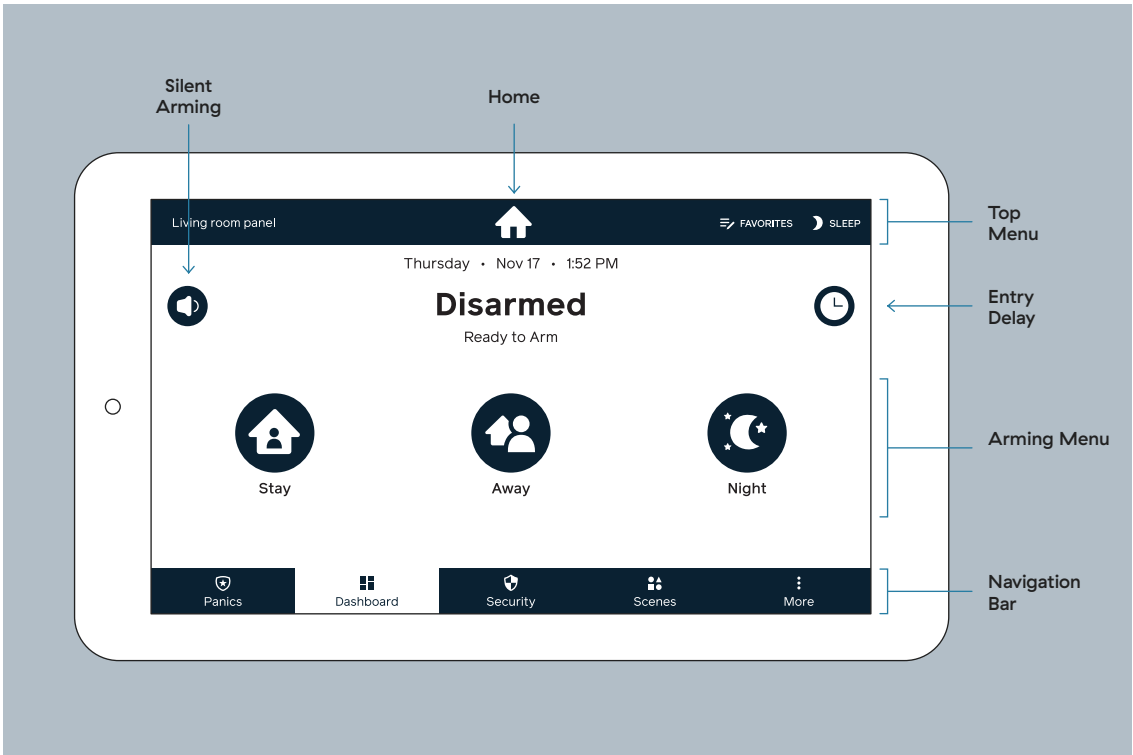 Silent
Arming
Home
Living room panel
FAVORITES
SLEEP
Top
Menu
Thursday • Nov 17 • 1:52 PM
Disarmed
Ready to Arm
Entry
Delay
Stay
Away
Night
Arming Menu
Panics
Dashboard
Security
Scenes
More
Navigation
Bar